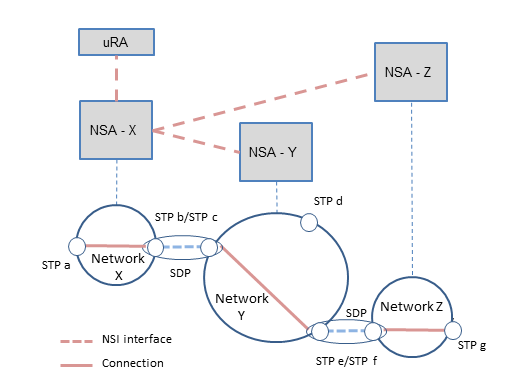 uRA
NSA - Z
NSA - X
NSA - Y
STP d
STP b/STP c
STP a
Network
X
SDP
Network
Y
SDP
Network Z
STP g
STP e/STP f
NSI interface
Connection